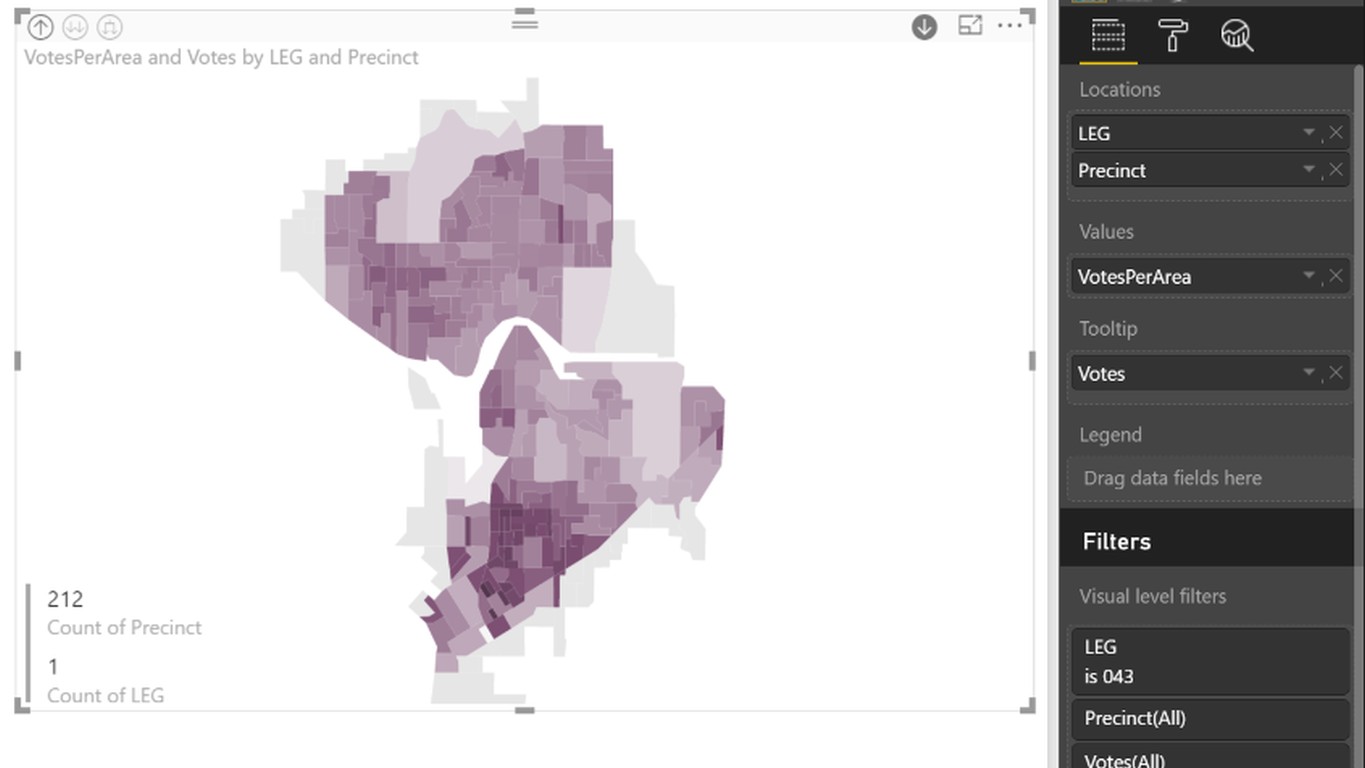 VotesPerArea and Votes by LEG and Precinct
212
Count of Precinct
1
Count of LEG
Locations
LEG
Precinct
Values
VotesPerArea
Tooltip
Votes
Legend
Drag data fields here
Filters
Visual level filters
LEG
is 043
Precinct(All)
Votes(All)